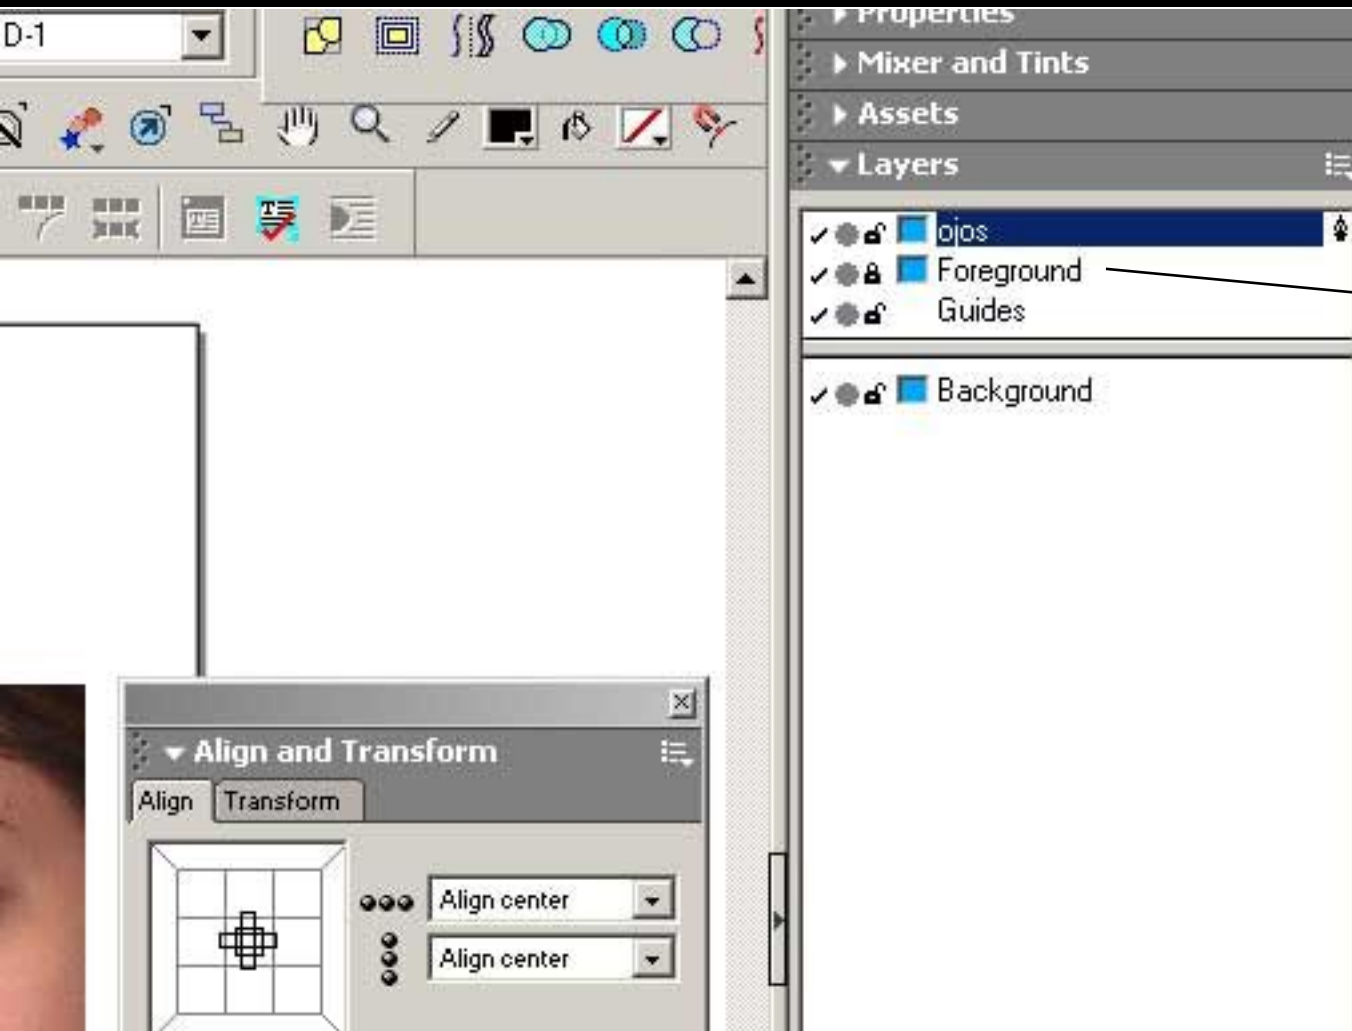 D-1
Properties
Mixer and Tints
Assets
Layers
ojos
Foreground
Guides
Background
Align and Transform
Align Transform
Align center
Align center